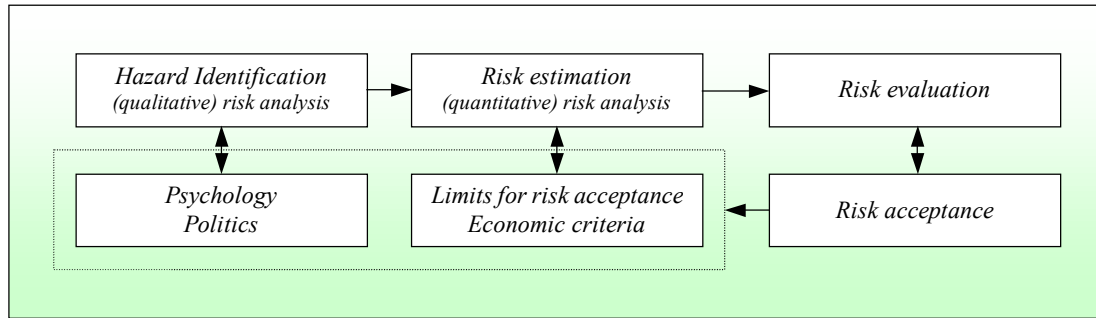 Hazard Identification
(qualitative) risk analysis
Risk estimation
(quantitative) risk analysis
Risk evaluation
Psychology
Politics
Limits for risk acceptance
Economic criteria
Risk acceptance